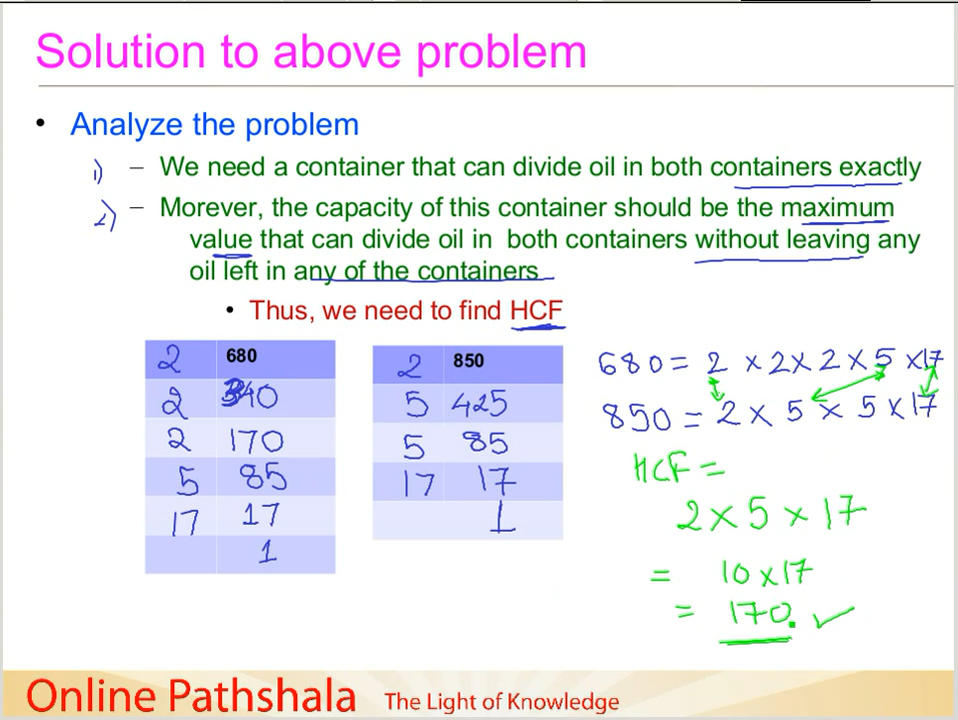 Solution to above problem
• Analyze the problem
1) – We need a container that can divide oil in both containers exactly
2) – Morever, the capacity of this container should be the maximum
value that can divide oil in both containers without leaving any
oil left in any of the containers
• Thus, we need to find HCF
2 680
2 340
2 170
5 85
17 17
1
2 850
5 425
5 85
17 17
1
680 = 2 × 2 × 2 × 5 × 17
850 = 2 × 5 × 5 × 17
HCF =
2 × 5 × 17
= 10 × 17
= 170.
Online Pathshala The Light of Knowledge